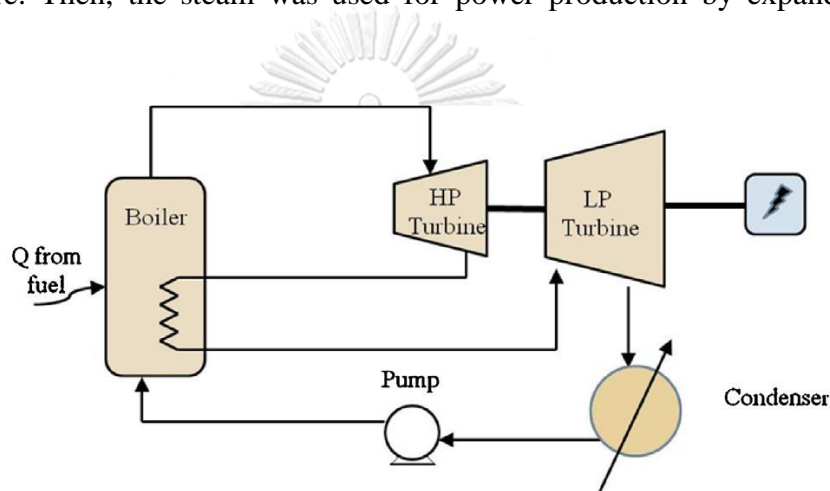 re. Then, the steam was used for power production by expand
Boiler
HP
Turbine
LP
Turbine
Q from
fuel
Pump
Condenser